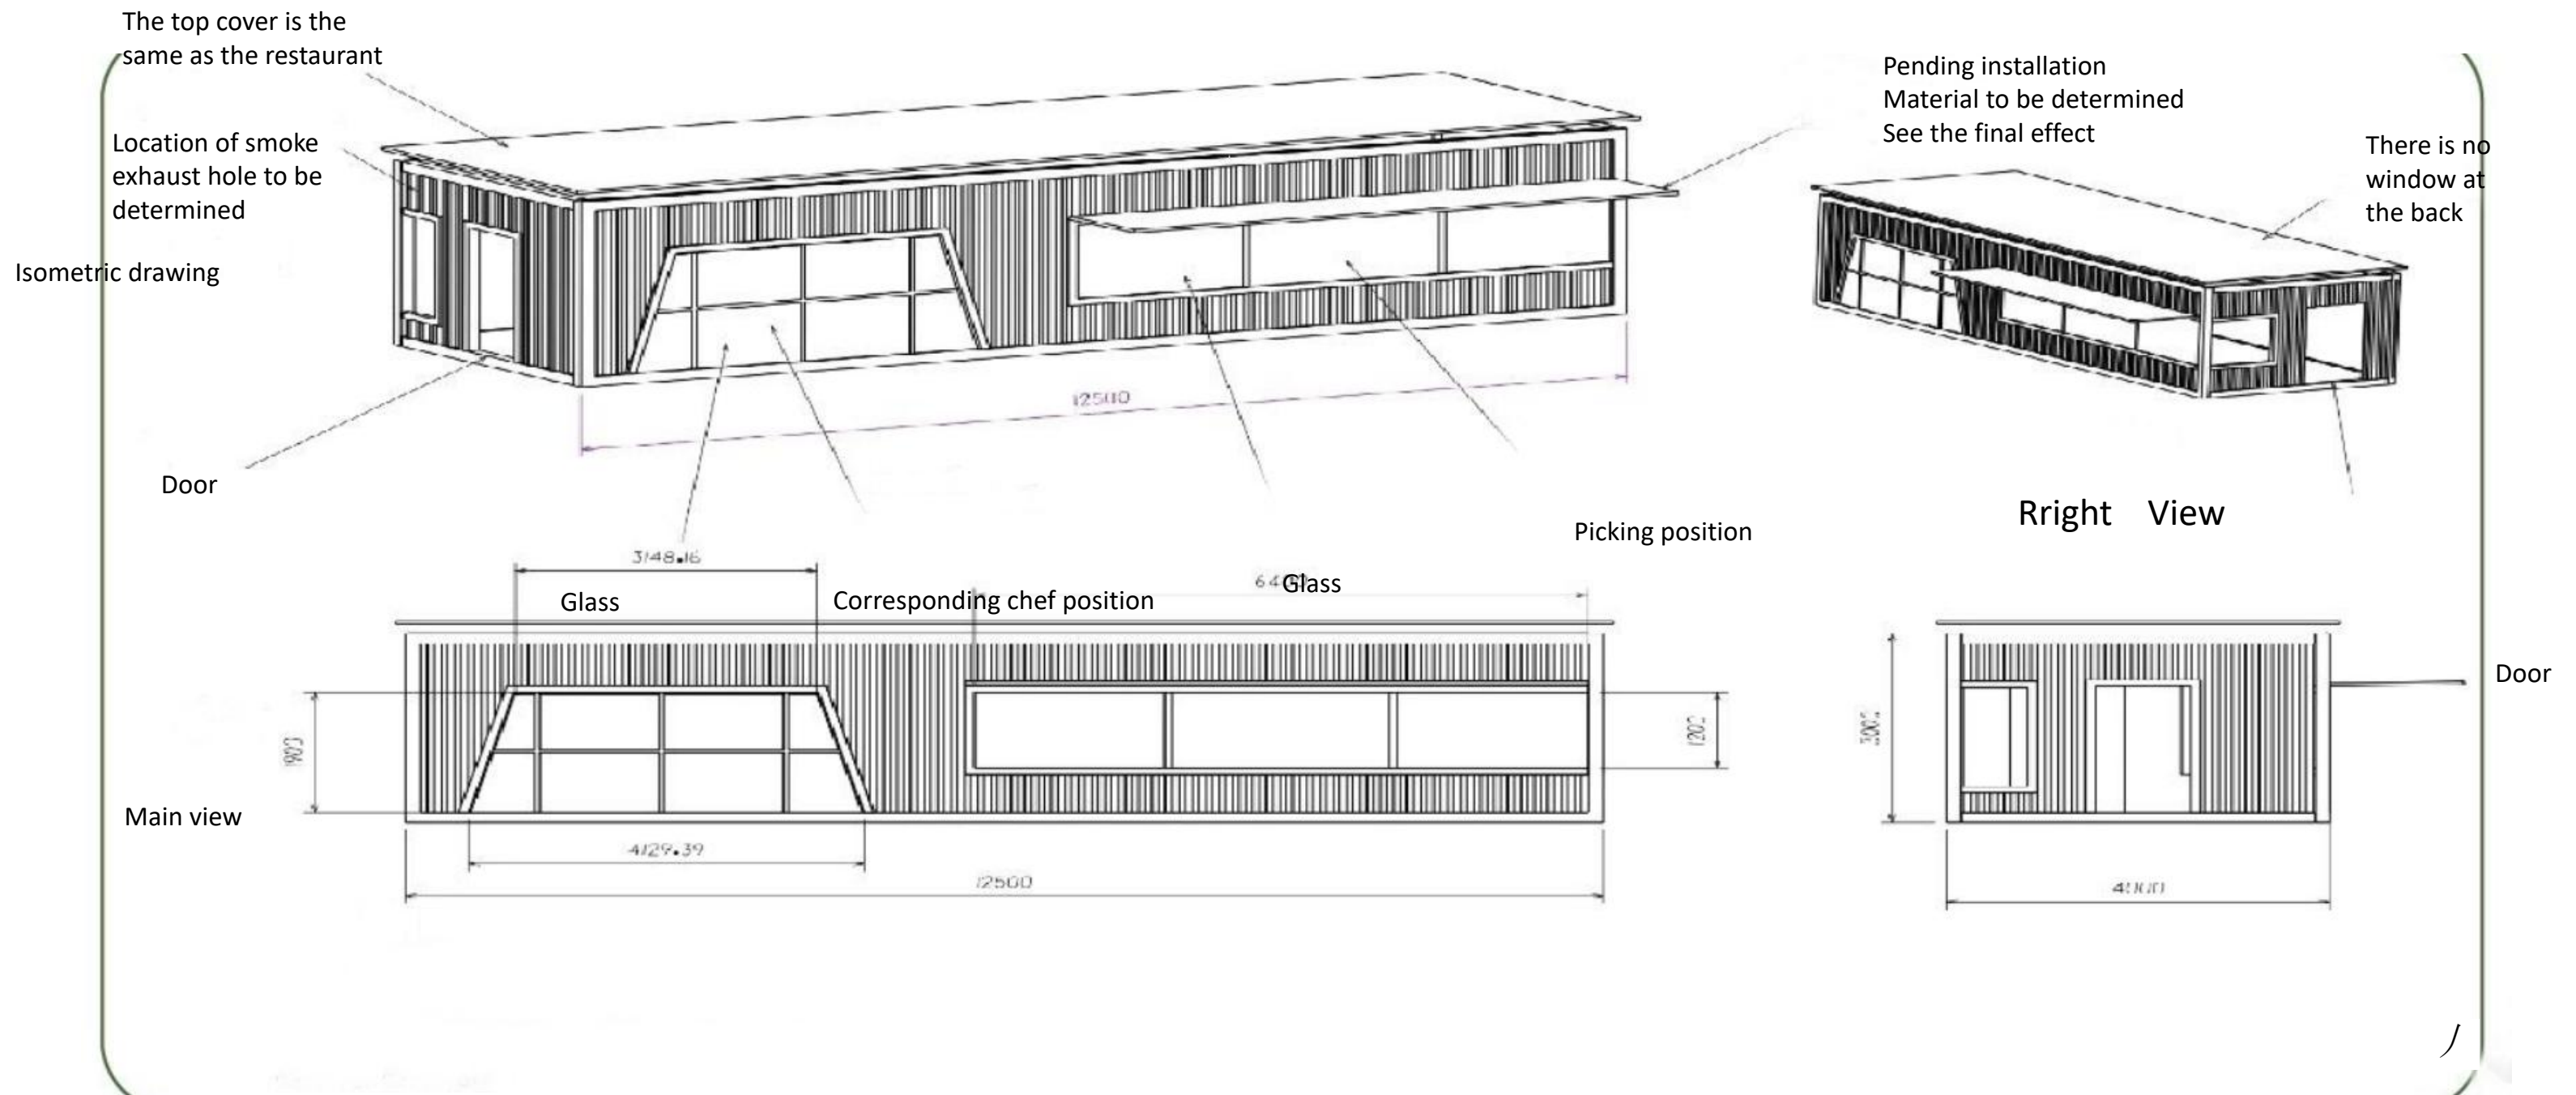 The top cover is the
same as the restaurant
Pending installation
Material to be determined
See the final effect
Location of smoke
exhaust hole to be
determined
There is no
window at
the back
Isometric drawing
12500
Door
Rright View
Picking position
3148.16
Glass
Corresponding chef position
Glass
Door
1200
Main view
4129.39
12500
4000